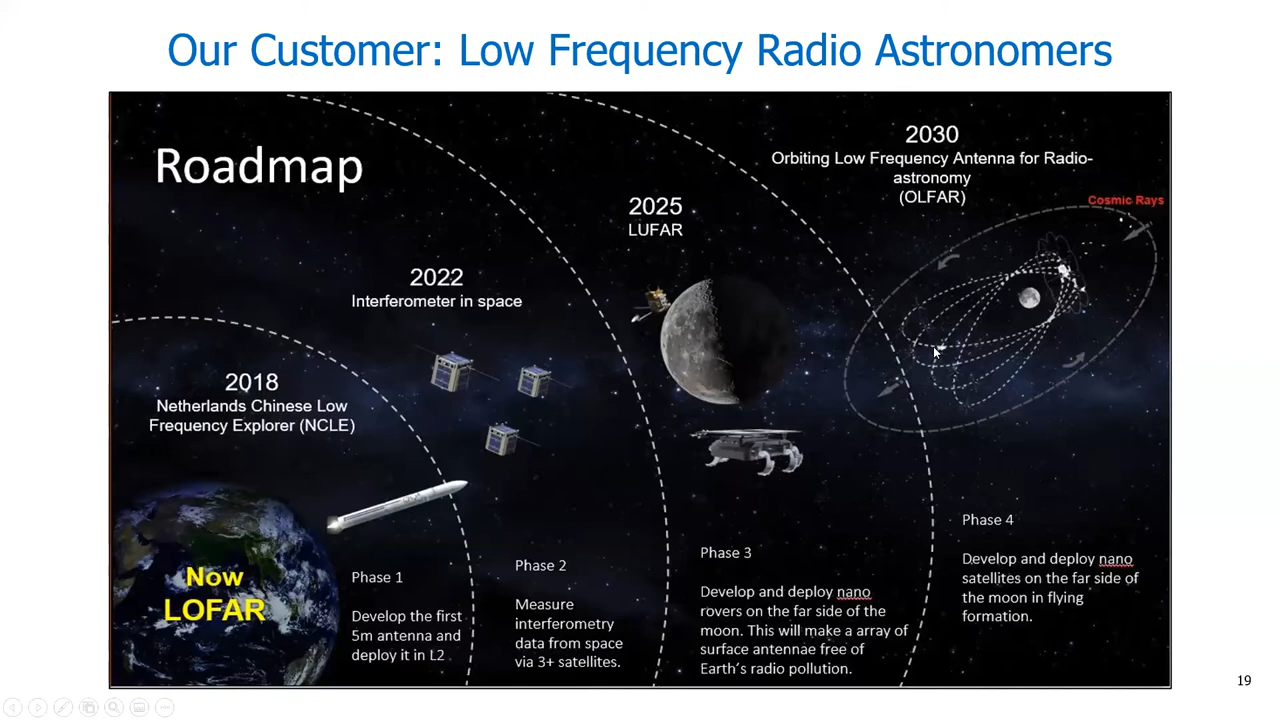 Our Customer: Low Frequency Radio Astronomers
Roadmap
2030
Orbiting Low Frequency Antenna for Radio-
astronomy
(OLFAR)
Cosmic Rays
2025
LUFAR
2022
Interferometer in space
2018
Netherlands Chinese Low
Frequency Explorer (NCLE)
Now
LOFAR
Phase 1
Develop the first
5m antenna and
deploy it in L2
Phase 2
Measure
interferometry
data from space
via 3+ satellites.
Phase 3
Develop and deploy nano
rovers on the far side of the
moon. This will make a array of
surface antennae free of
Earth's radio pollution.
Phase 4
Develop and deploy nano
satellites on the far side of
the moon in flying
formation.
19